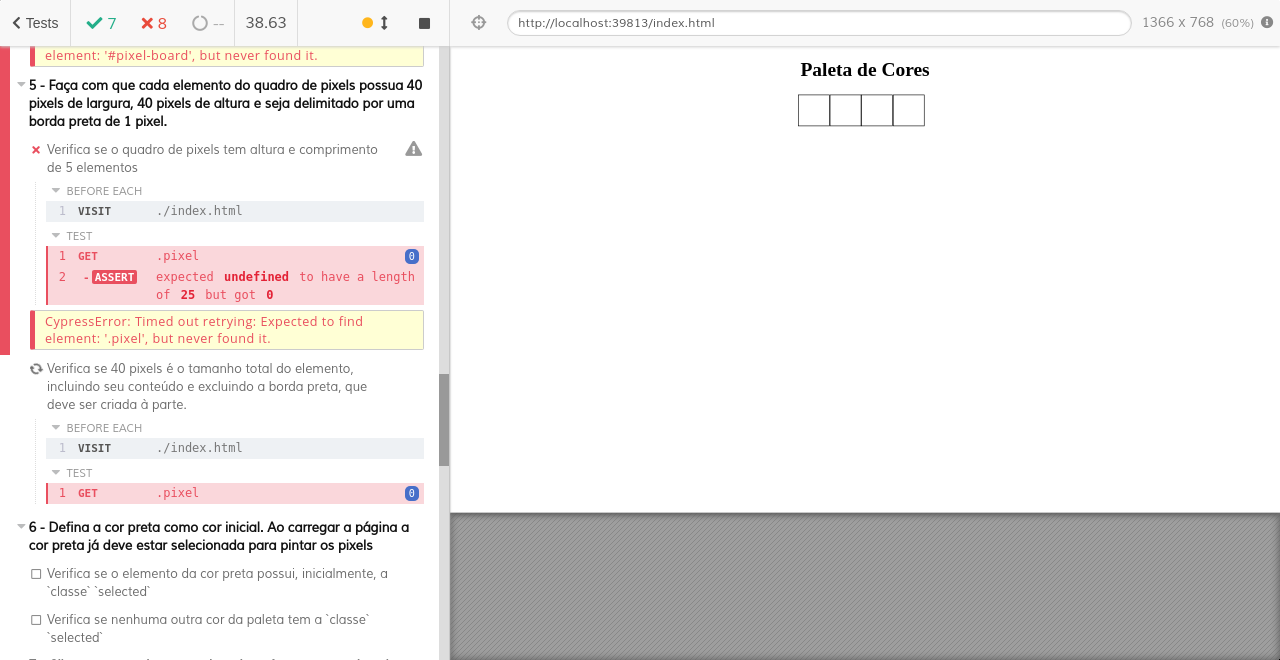 Tests 7 8 -- 38.63
http://localhost:39813/index.html
1366 x 768 (60%)
element: '#pixel-board', but never found it.
5 - Faça com que cada elemento do quadro de pixels possua 40
pixels de largura, 40 pixels de altura e seja delimitado por uma
borda preta de 1 pixel.
Verifica se o quadro de pixels tem altura e comprimento
de 5 elementos
BEFORE EACH
1 VISIT ./index.html
TEST
1 GET .pixel 0
2 -ASSERT expected undefined to have a length
of 25 but got 0
CypressError: Timed out retrying: Expected to find
element: '.pixel', but never found it.
Verifica se 40 pixels é o tamanho total do elemento,
incluindo seu conteúdo e excluindo a borda preta, que
deve ser criada à parte.
BEFORE EACH
1 VISIT ./index.html
TEST
1 GET .pixel 0
6 - Defina a cor preta como cor inicial. Ao carregar a página a
cor preta já deve estar selecionada para pintar os pixels
Verifica se o elemento da cor preta possui, inicialmente, a
`classe` `selected`
Verifica se nenhuma outra cor da paleta tem a `classe`
`selected`
Paleta de Cores